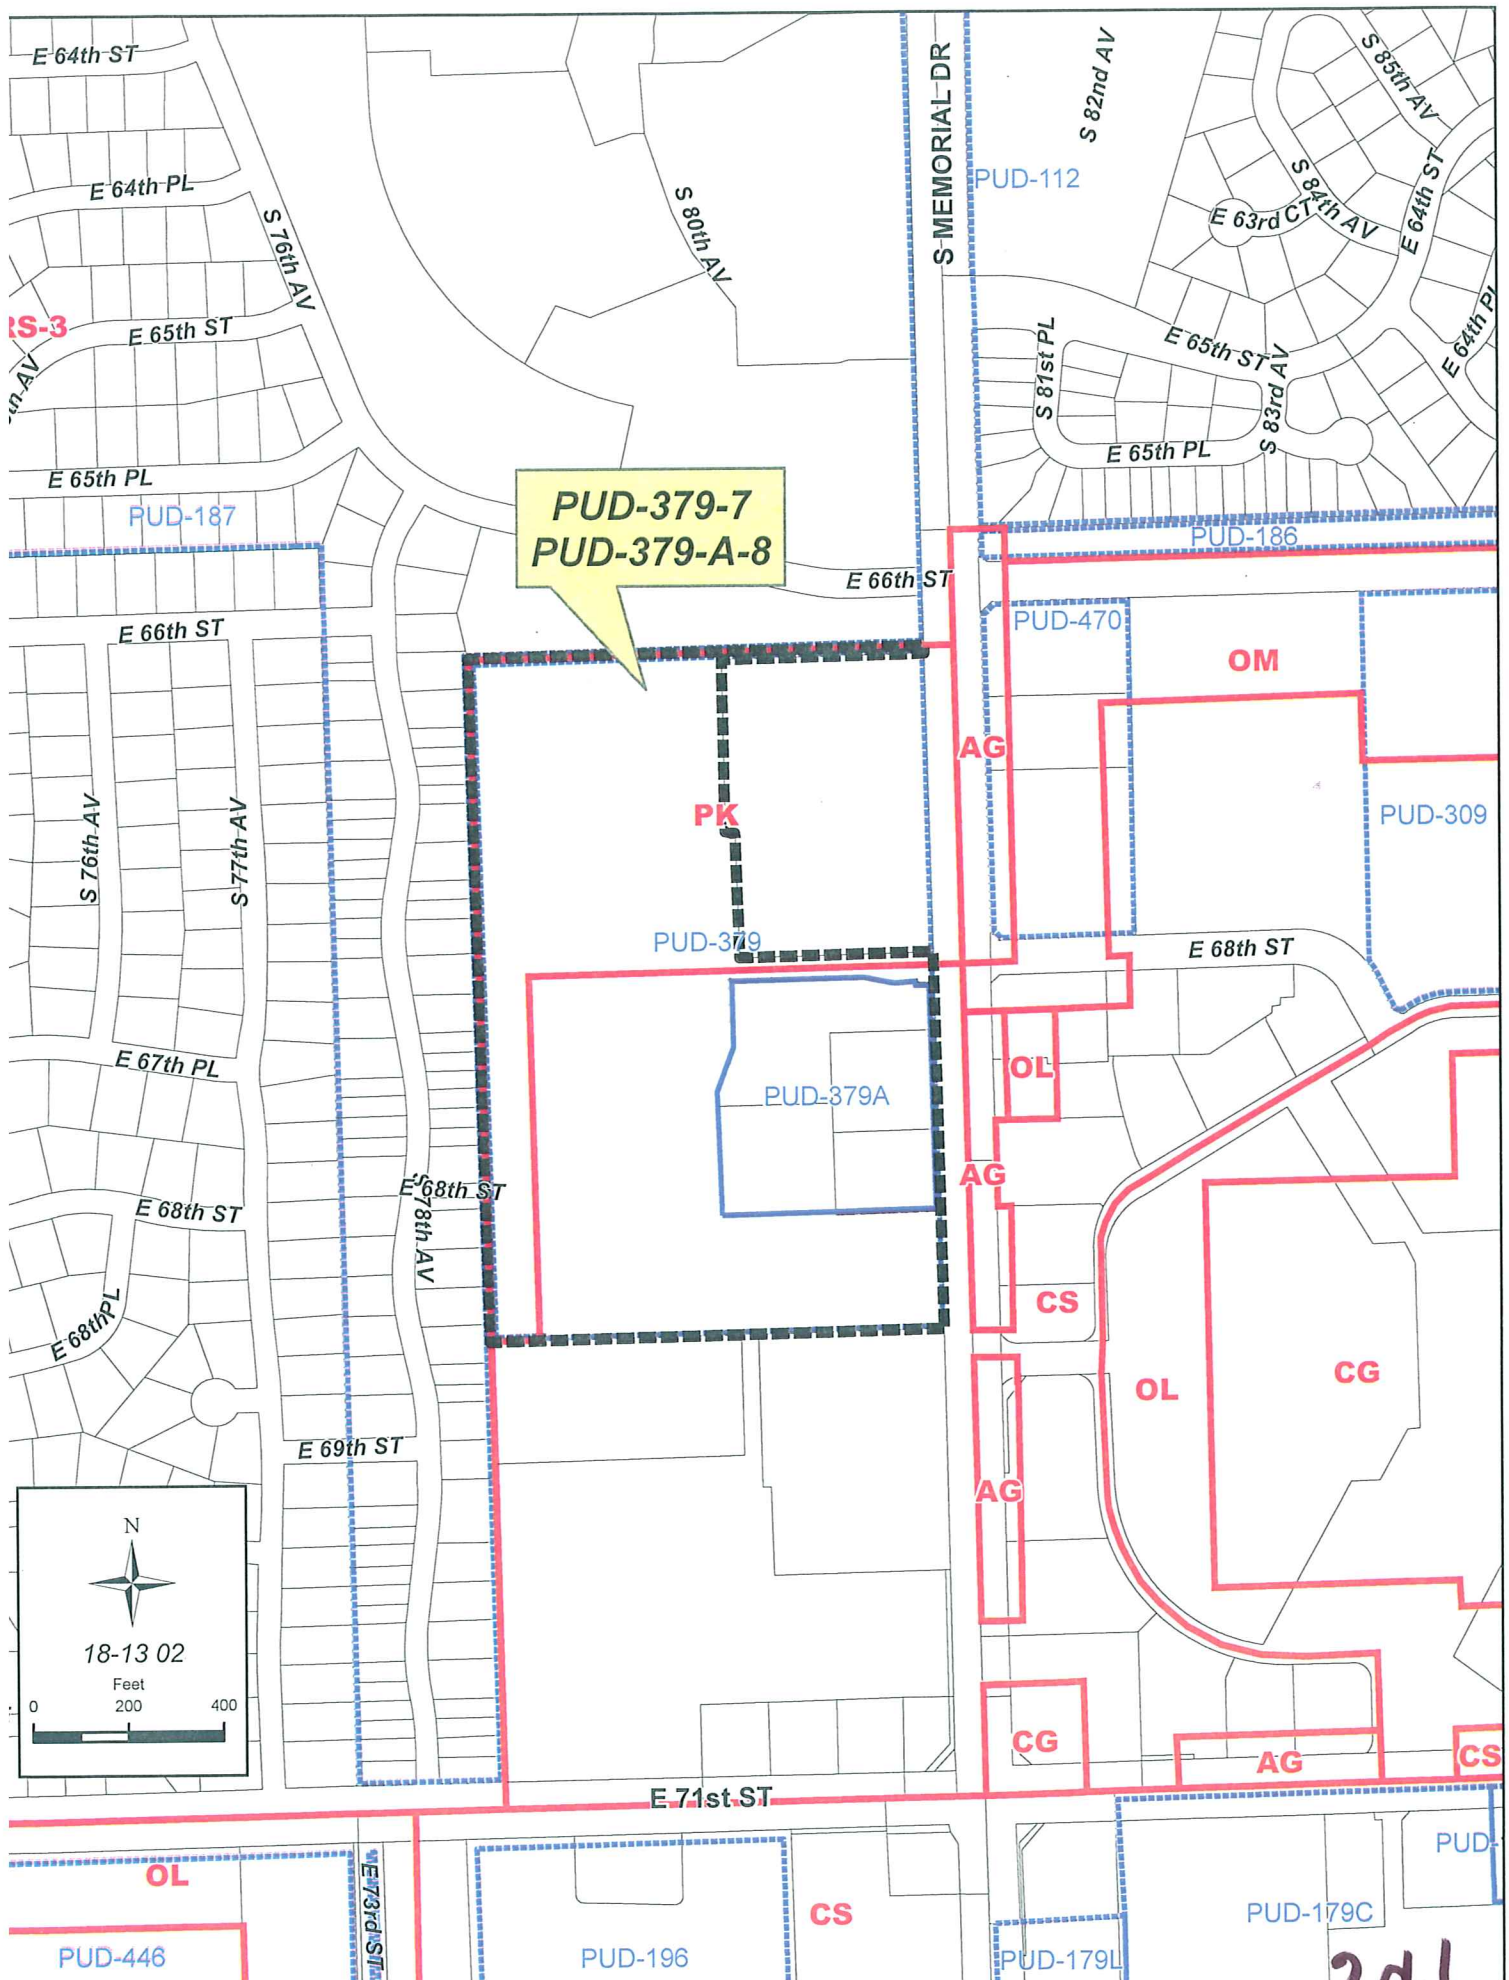 E 64th ST
S MEMORIAL DR
S 82nd AV
S 85th AV
PUD-112
E 64th PL
S 76th AV
S 80th AV
S 84th AV
E 64th ST
E 63rd CT
RS-3
E 65th ST
S 81st PL
E 65th ST
S 83rd AV
E 64th PL
E 65th PL
E 65th PL
PUD-187
PUD-379-7
PUD-379-A-8
PUD-186
E 66th ST
E 66th ST
PUD-470
OM
AG
PK
PUD-309
S 76th AV
S 77th AV
PUD-379
E 68th ST
E 67th PL
OL
PUD-379A
AG
E 68th ST
E 68th ST
S 78th AV
CS
E 68th PL
OL
CG
E 69th ST
AG
N
18-13 02
Feet
0 200 400
CG
AG
CS
E 71st ST
OL
E 73rd ST
CS
PUD-
PUD-179C
PUD-446
PUD-196
PUD-179L